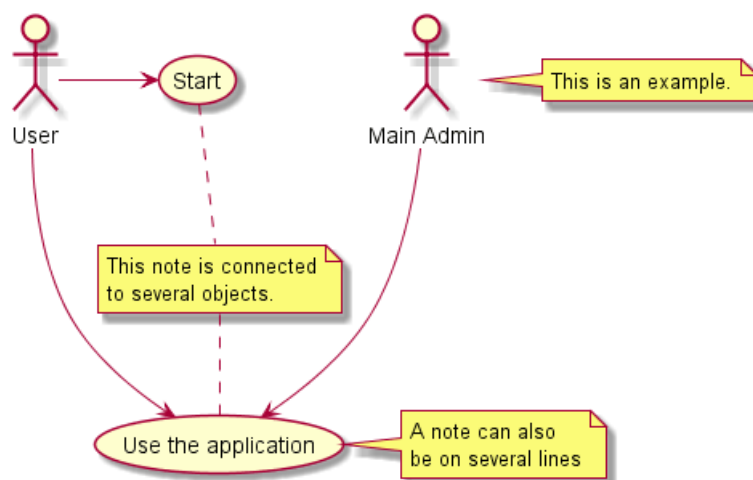 Start
This is an example.
User
Main Admin
This note is connected
to several objects.
Use the application
A note can also
be on several lines